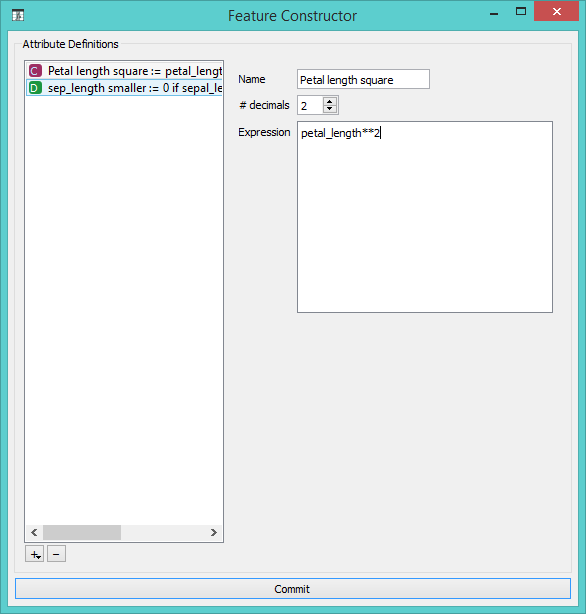 Feature Constructor
Attribute Definitions
C Petal length square := petal_lengt
D sep_length smaller := 0 if sepal_le
Name Petal length square
# decimals 2
Expression petal_length**2
+ −
Commit